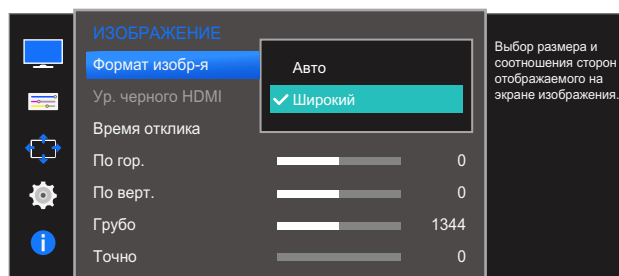 ИЗОБРАЖЕНИЕ
Формат изобр-я
Ур. черного HDMI
Время отклика
По гор. 0
По верт. 0
Грубо 1344
Точно 0
Авто
Широкий
Выбор размера и
соотношения сторон
отображаемого на
экране изображения.